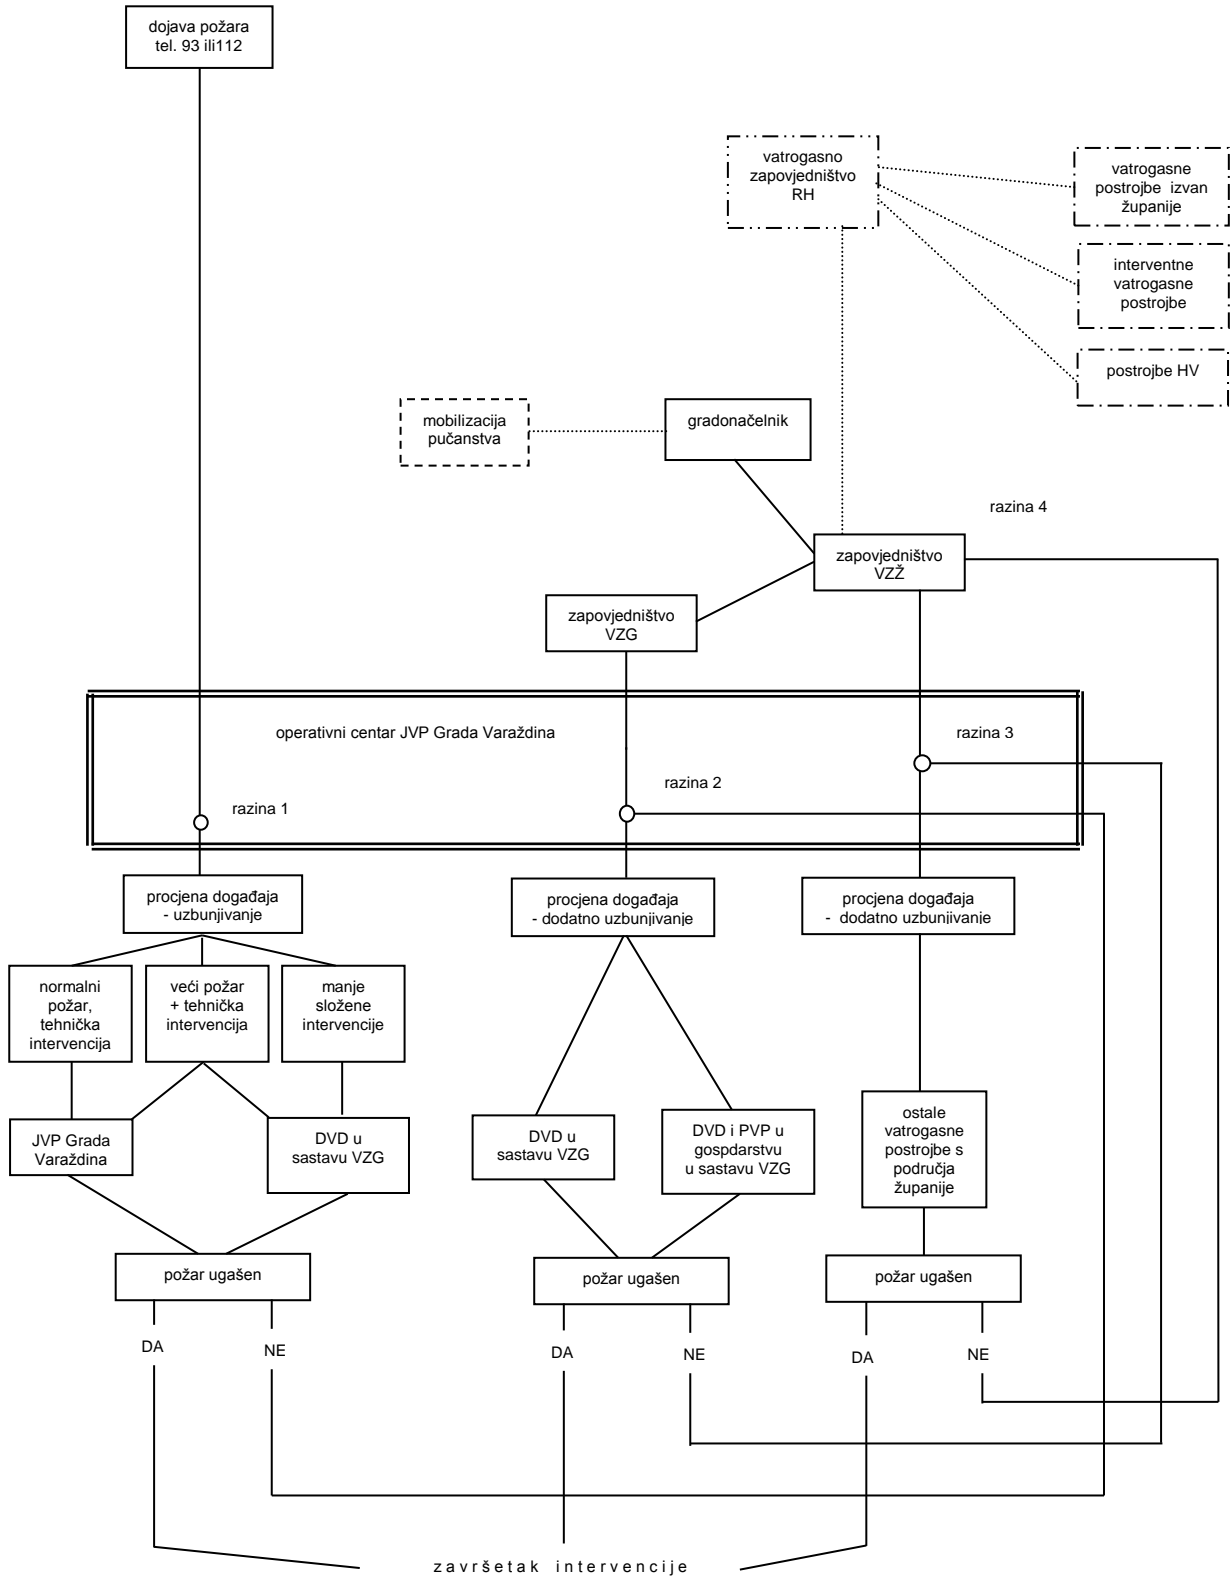 dojava požara
tel. 93 ili112
vatrogasno
zapovjedništvo
RH
vatrogasne
postrojbe izvan
županije
interventne
vatrogasne
postrojbe
postrojbe HV
mobilizacija
pučanstva
gradonačelnik
razina 4
zapovjedništvo
VZŽ
zapovjedništvo
VZG
operativni centar JVP Grada Varaždina
razina 3
razina 2
razina 1
procjena događaja
- uzbunjivanje
procjena događaja
- dodatno uzbunjivanje
procjena događaja
- dodatno uzbunjivanje
normalni
požar,
tehnička
intervencija
veći požar
+ tehnička
intervencija
manje
složene
intervencije
JVP Grada
Varaždina
DVD u
sastavu VZG
DVD u
sastavu VZG
DVD i PVP u
gospdarstvu
u sastavu VZG
ostale
vatrogasne
postrojbe s
područja
županije
požar ugašen
požar ugašen
požar ugašen
DA
NE
DA
NE
DA
NE
završetak intervencije